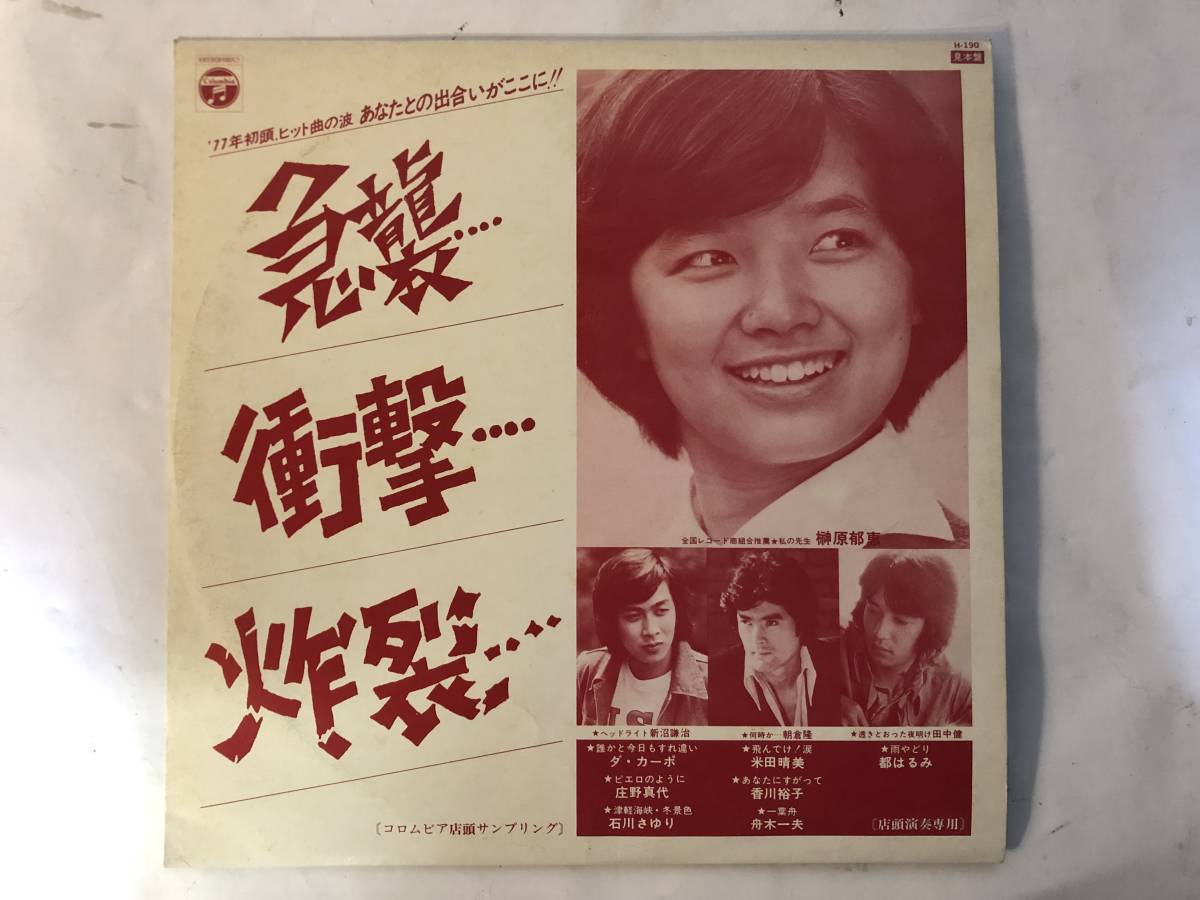 Columbia
H-190
見本盤
'77年初頭、ヒット曲の波 あなたとの出合いがここに!!
急襲....
衝撃....
炸裂....
全国レコード商組合推薦★私の先生 榊原郁恵
★ヘッドライト 新沼謙治
★何時か…朝倉隆
★透きとおった夜明け 田中健
★誰かと今日もすれ違い
ダ・カーポ
★飛んでけ!涙
米田晴美
★雨やどり
都はるみ
★ピエロのように
庄野真代
★あなたにすがって
香川裕子
★津軽海峡・冬景色
石川さゆり
★一葉舟
舟木一夫
〔コロムビア店頭サンプリング〕
〔店頭演奏専用〕